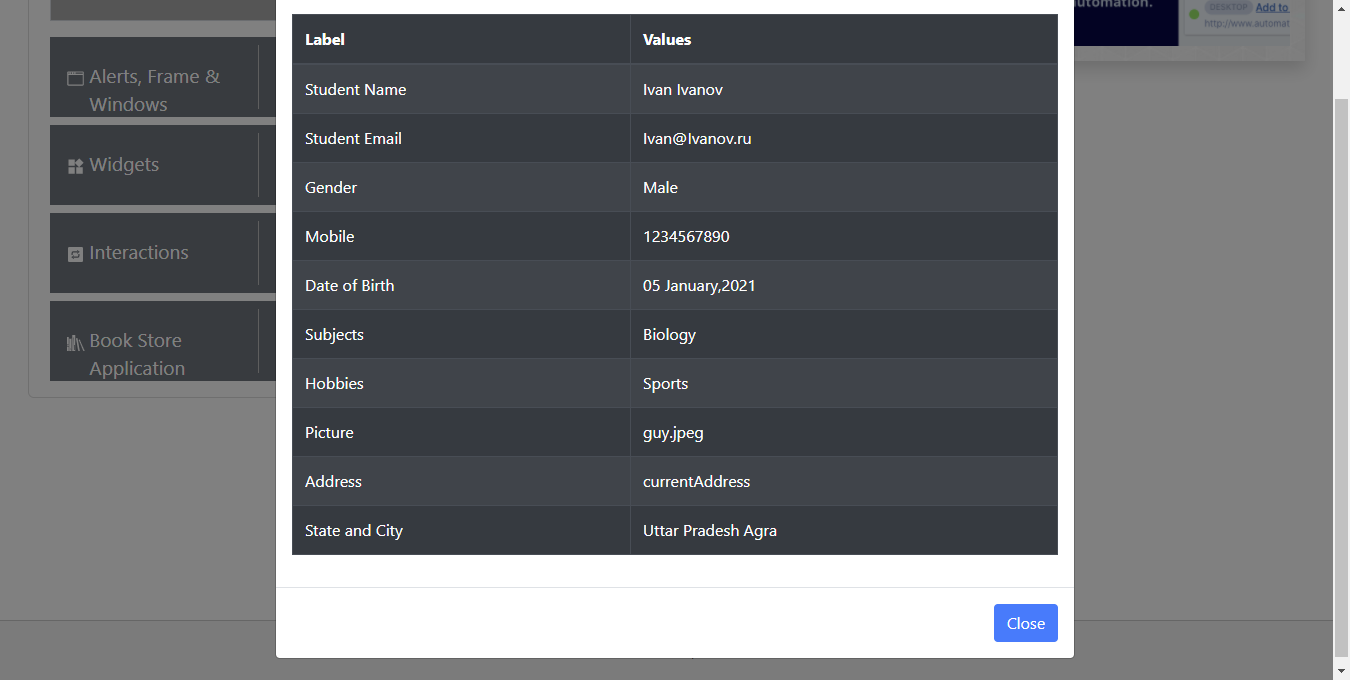 utomation.
DESKTOP Add to
http://www.automat
Alerts, Frame &
Windows
Widgets
Interactions
Book Store
Application
Label Values
Student Name Ivan Ivanov
Student Email Ivan@Ivanov.ru
Gender Male
Mobile 1234567890
Date of Birth 05 January,2021
Subjects Biology
Hobbies Sports
Picture guy.jpeg
Address currentAddress
State and City Uttar Pradesh Agra
Close